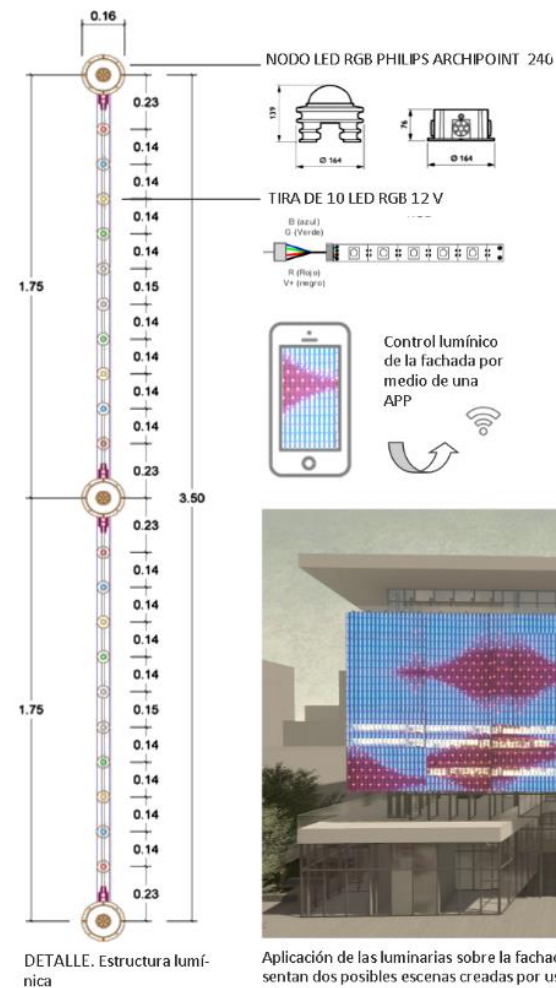 0.16
NODO LED RGB PHILIPS ARCHIPOINT 240
139
Ø 164
76
Ø 164
TIRA DE 10 LED RGB 12 V
B (azul)
G (Verde)
R (Rojo)
V+ (negro)
Control lumínico
de la fachada por
medio de una
APP
0.23
0.14
0.14
0.14
0.14
0.15
0.14
0.14
0.14
0.14
0.23
1.75
3.50
0.23
0.14
0.14
0.14
0.14
0.15
0.14
0.14
0.14
0.14
0.23
1.75
DETALLE. Estructura lumí-
nica
Aplicación de las luminarias sobre la fachad
sentan dos posibles escenas creadas por us